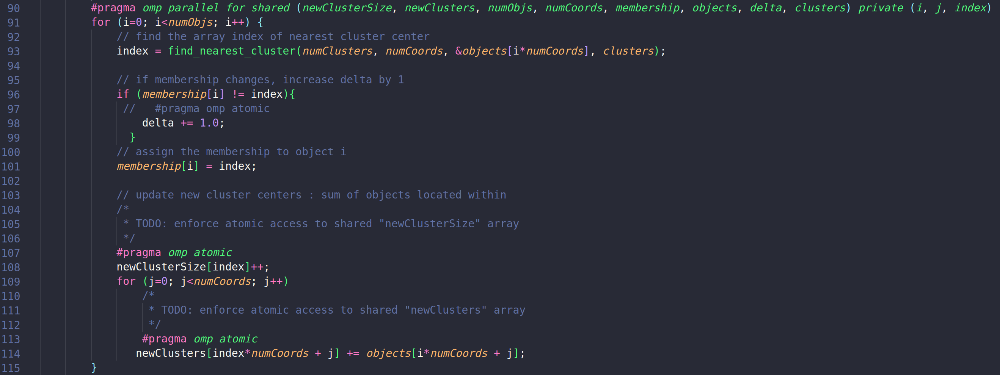 90 #pragma omp parallel for shared (newClusterSize, newClusters, numObjs, numCoords, membership, objects, delta, clusters) private (i, j, index)
91 for (i=0; i<numObjs; i++) {
92 // find the array index of nearest cluster center
93 index = find_nearest_cluster(numClusters, numCoords, &objects[i*numCoords], clusters);
94
95 // if membership changes, increase delta by 1
96 if (membership[i] != index){
97 //   #pragma omp atomic
98 delta += 1.0;
99 }
100 // assign the membership to object i
101 membership[i] = index;
102
103 // update new cluster centers : sum of objects located within
104 /*
105 * TODO: enforce atomic access to shared "newClusterSize" array
106 */
107 #pragma omp atomic
108 newClusterSize[index]++;
109 for (j=0; j<numCoords; j++)
110 /*
111 * TODO: enforce atomic access to shared "newClusters" array
112 */
113 #pragma omp atomic
114 newClusters[index*numCoords + j] += objects[i*numCoords + j];
115 }